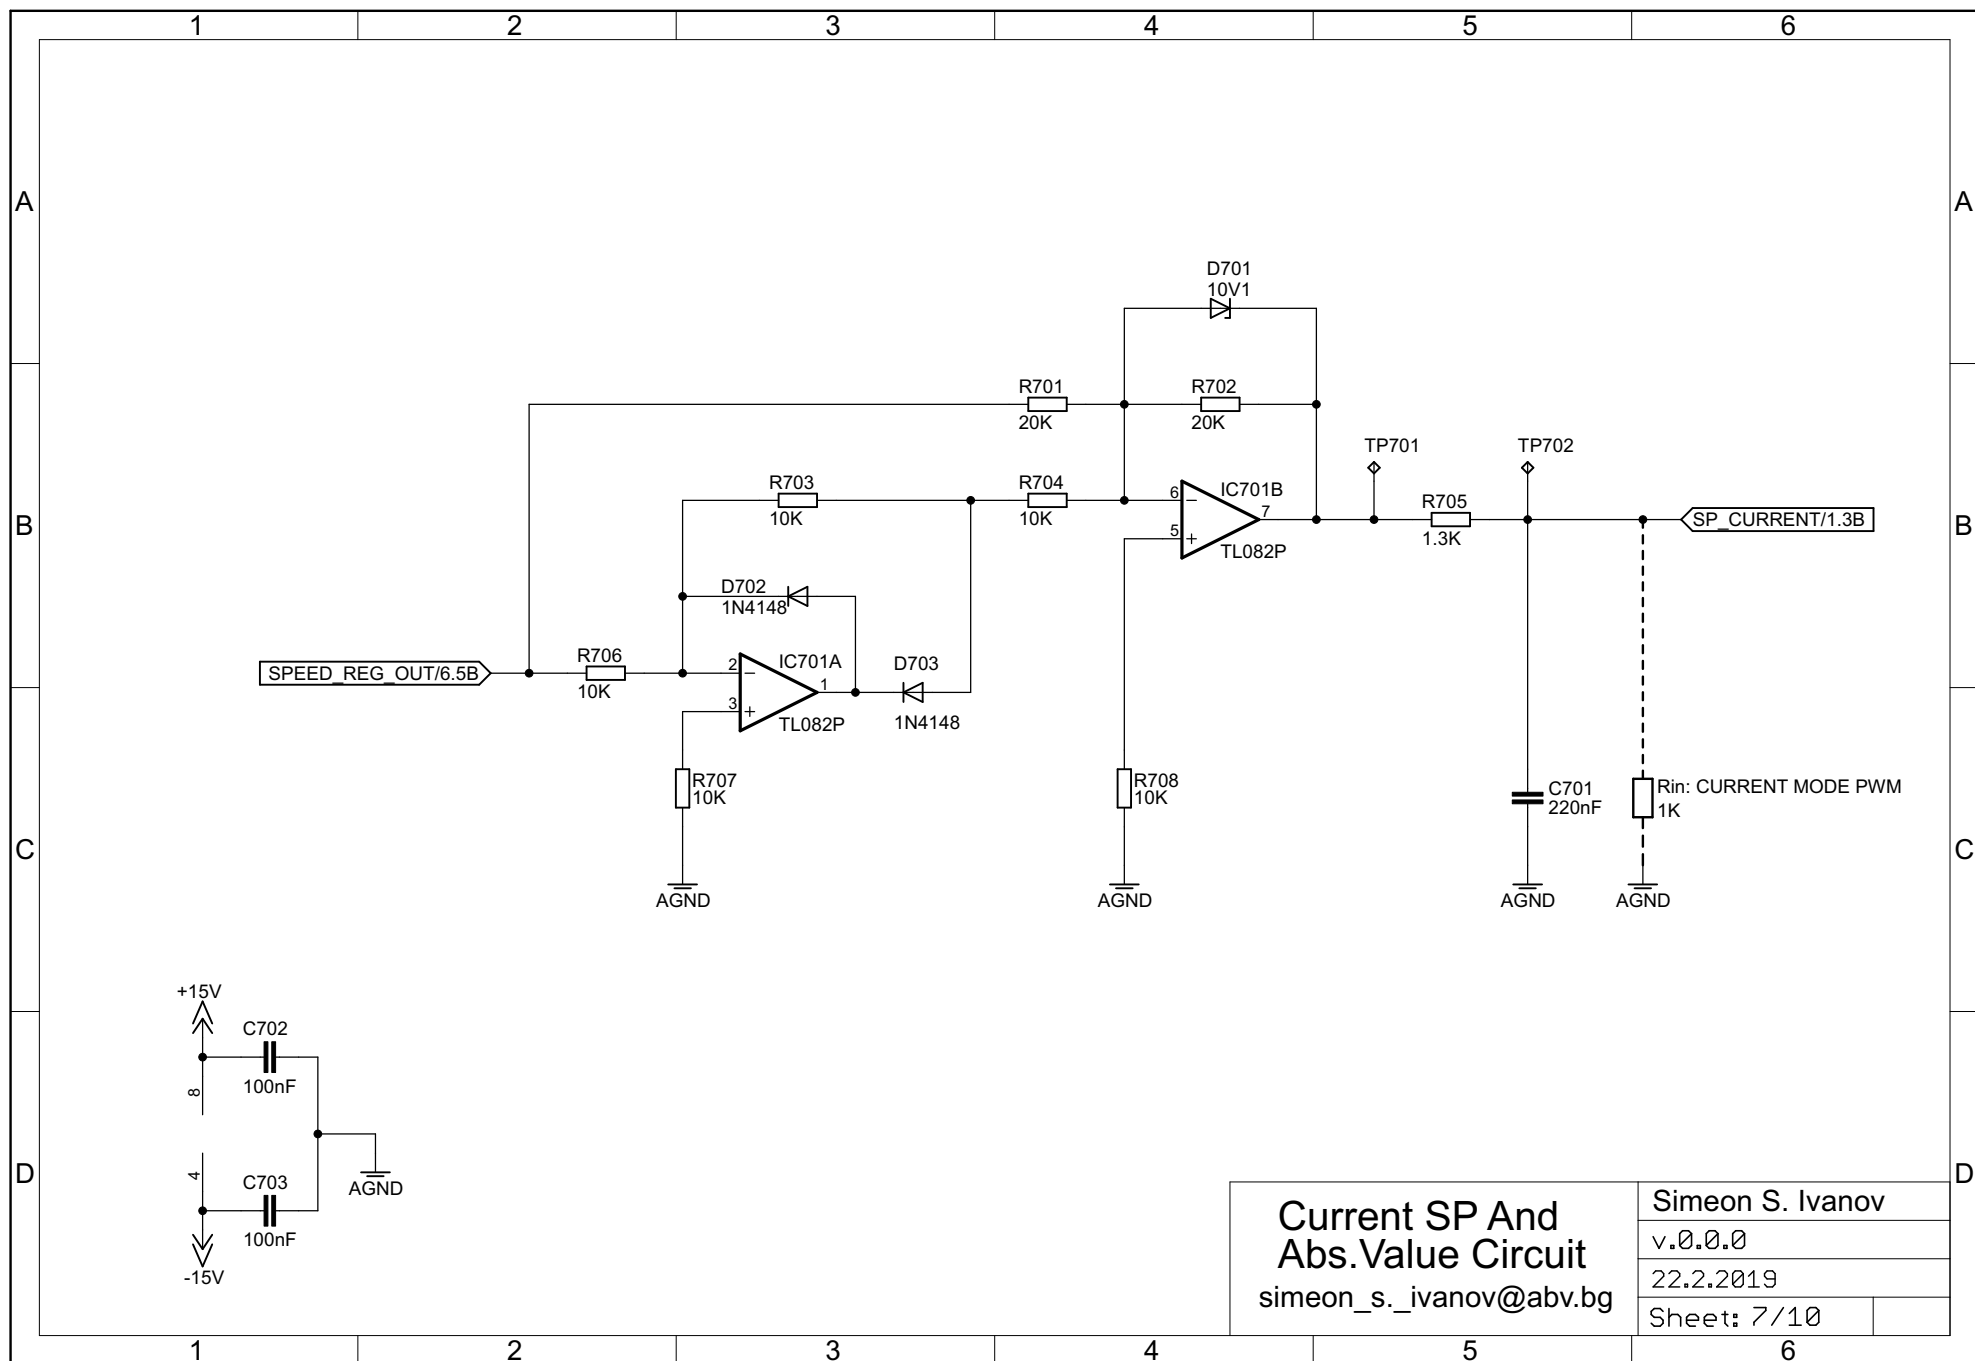 1 2 3 4 5 6
A A
D701
10V1
R701 R702
20K 20K
TP701 TP702
R703 R704
10K 10K
6 IC701B
7
5
TL082P
R705
1.3K
SP_CURRENT/1.3B
B B
D702
1N4148
R706
10K
SPEED_REG_OUT/6.5B
2 IC701A
1
3
TL082P
D703
1N4148
R707
10K
R708
10K
C701
220nF
Rin: CURRENT MODE PWM
1K
C C
AGND AGND AGND AGND
+15V
C702
100nF
8
4
C703
100nF
AGND
-15V
D D
Current SP And
Abs.Value Circuit
simeon_s._ivanov@abv.bg
Simeon S. Ivanov
v.0.0.0
22.2.2019
Sheet: 7/10
1 2 3 4 5 6